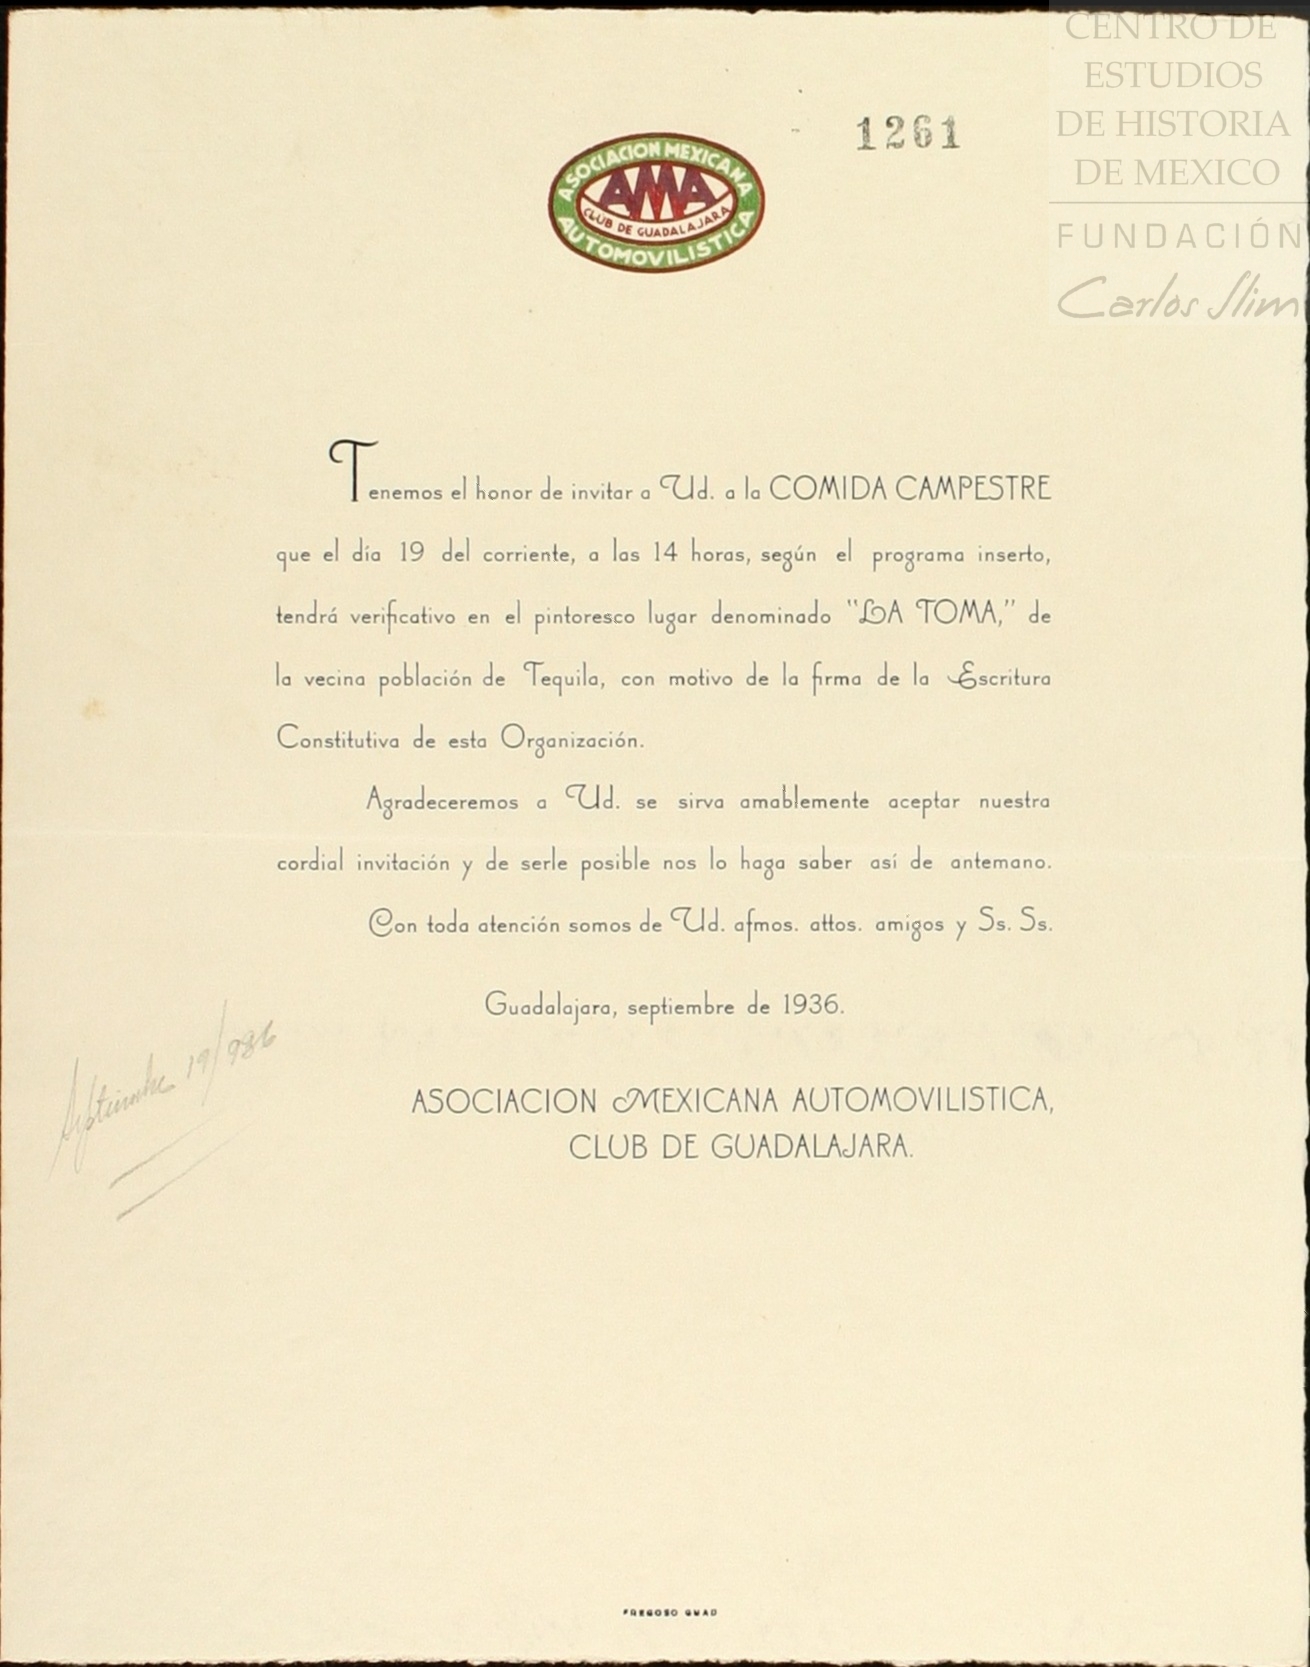 CENTRO DE
ESTUDIOS
DE HISTORIA
DE MEXICO
FUNDACIÓN
Carlos Slim
1261
ASOCIACION MEXICANA
AMA
CLUB DE GUADALAJARA
AUTOMOVILISTICA
Tenemos el honor de invitar a Ud. a la COMIDA CAMPESTRE
que el día 19 del corriente, a las 14 horas, según el programa inserto,
tendrá verificativo en el pintoresco lugar denominado "LA TOMA," de
la vecina población de Tequila, con motivo de la firma de la Escritura
Constitutiva de esta Organización.
Agradeceremos a Ud. se sirva amablemente aceptar nuestra
cordial invitación y de serle posible nos lo haga saber así de antemano.
Con toda atención somos de Ud. afmos. attos. amigos y Ss. Ss.
Guadalajara, septiembre de 1936.
Septiembre 19/936
ASOCIACION MEXICANA AUTOMOVILISTICA,
CLUB DE GUADALAJARA.
FREGOSO GUAD